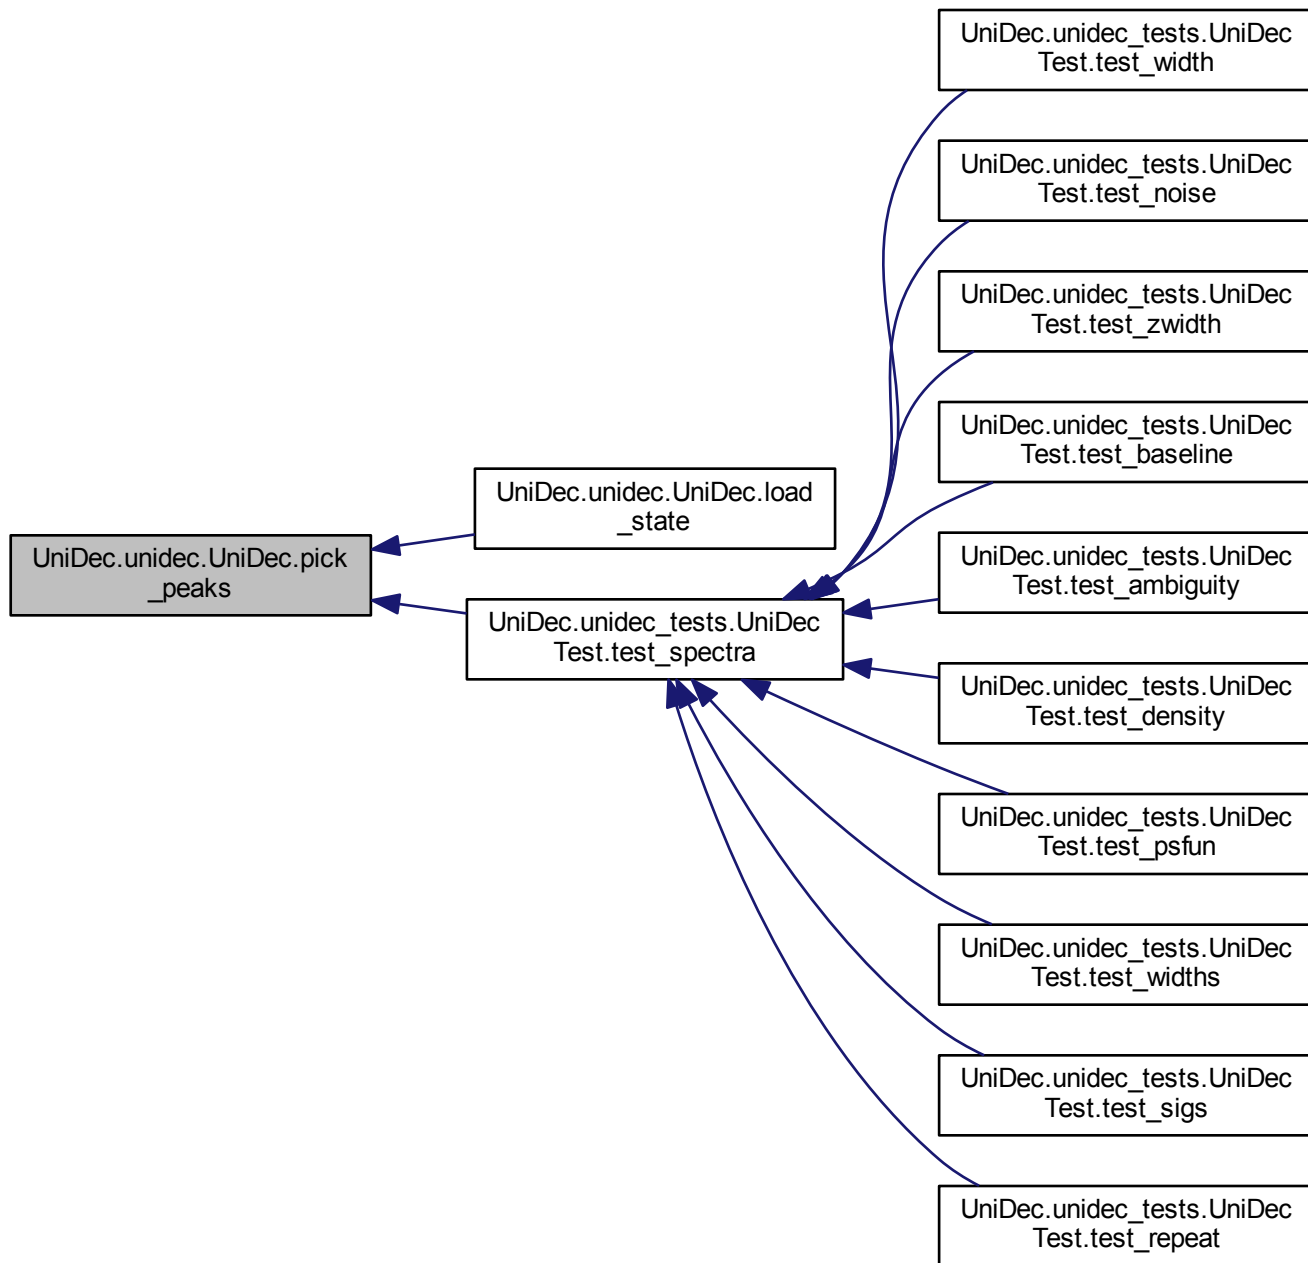 UniDec.unidec_tests.UniDec
Test.test_width
UniDec.unidec_tests.UniDec
Test.test_noise
UniDec.unidec_tests.UniDec
Test.test_zwidth
UniDec.unidec_tests.UniDec
Test.test_baseline
UniDec.unidec.UniDec.load
_state
UniDec.unidec.UniDec.pick
_peaks
UniDec.unidec_tests.UniDec
Test.test_ambiguity
UniDec.unidec_tests.UniDec
Test.test_spectra
UniDec.unidec_tests.UniDec
Test.test_density
UniDec.unidec_tests.UniDec
Test.test_psfun
UniDec.unidec_tests.UniDec
Test.test_widths
UniDec.unidec_tests.UniDec
Test.test_sigs
UniDec.unidec_tests.UniDec
Test.test_repeat